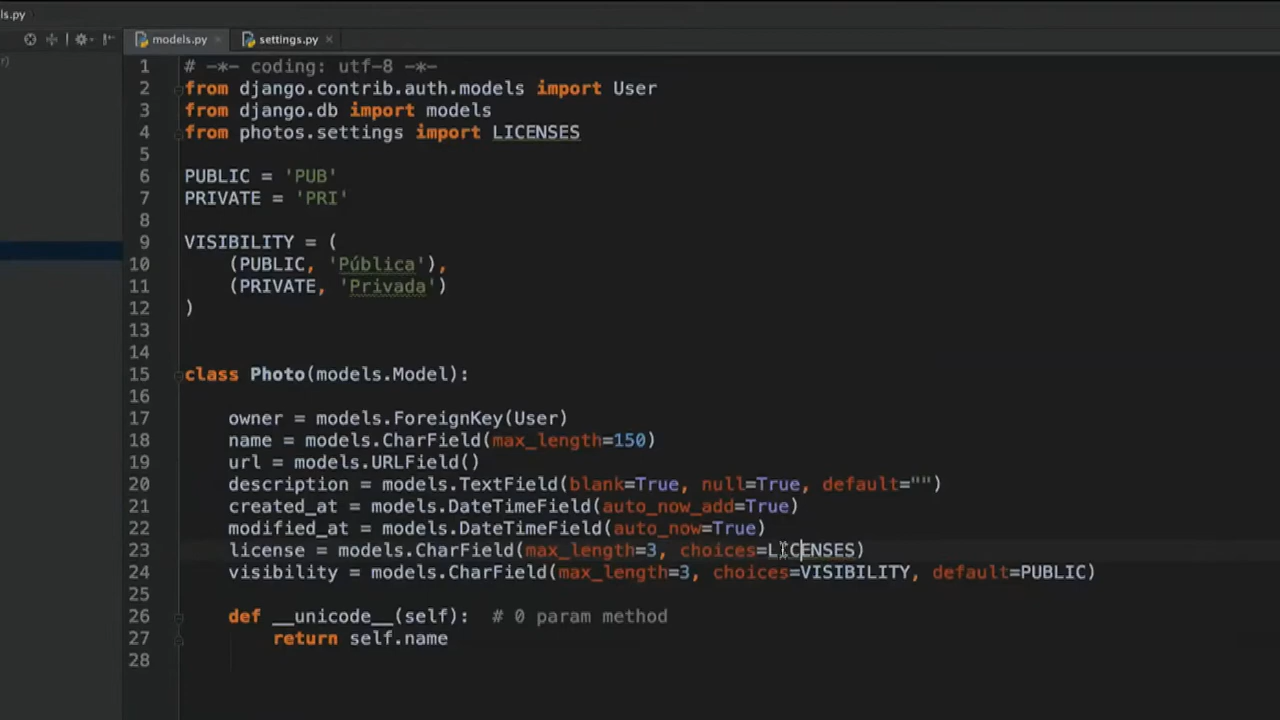 ls.py
models.py
settings.py
1 # -*- coding: utf-8 -*-
2 from django.contrib.auth.models import User
3 from django.db import models
4 from photos.settings import LICENSES
5
6 PUBLIC = 'PUB'
7 PRIVATE = 'PRI'
8
9 VISIBILITY = (
10 (PUBLIC, 'Pública'),
11 (PRIVATE, 'Privada')
12 )
13
14
15 class Photo(models.Model):
16
17 owner = models.ForeignKey(User)
18 name = models.CharField(max_length=150)
19 url = models.URLField()
20 description = models.TextField(blank=True, null=True, default="")
21 created_at = models.DateTimeField(auto_now_add=True)
22 modified_at = models.DateTimeField(auto_now=True)
23 license = models.CharField(max_length=3, choices=LICENSES)
24 visibility = models.CharField(max_length=3, choices=VISIBILITY, default=PUBLIC)
25
26 def __unicode__(self): # 0 param method
27 return self.name
28